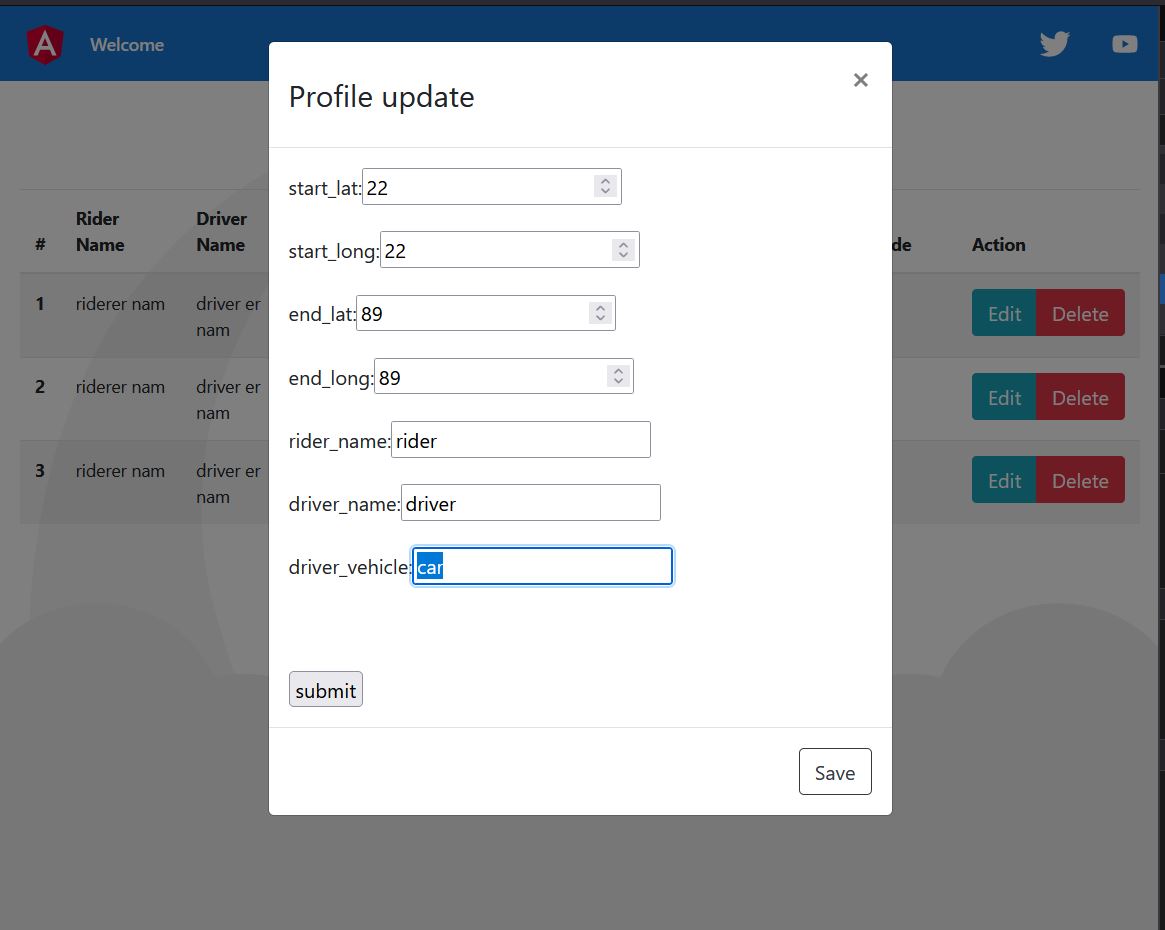 A
Welcome
Profile update
×
start_lat:22
start_long:22
end_lat:89
end_long:89
rider_name:rider
driver_name:driver
driver_vehicle:car
submit
Save
# Rider Name Driver Name de Action
1 riderer nam driver er nam Edit Delete
2 riderer nam driver er nam Edit Delete
3 riderer nam driver er nam Edit Delete